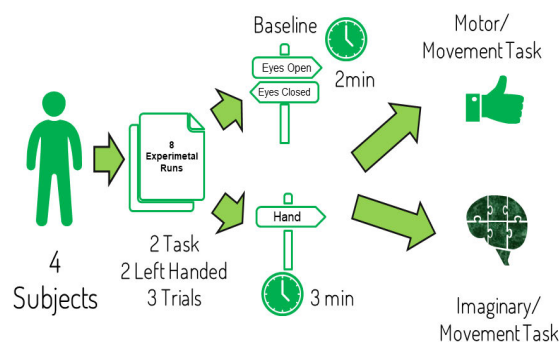 Baseline
Eyes Open
Eyes Closed
2min
Motor/
Movement Task
8
Experimetal
Runs
4
Subjects
2 Task
2 Left Handed
3 Trials
Hand
3 min
Imaginary/
Movement Task